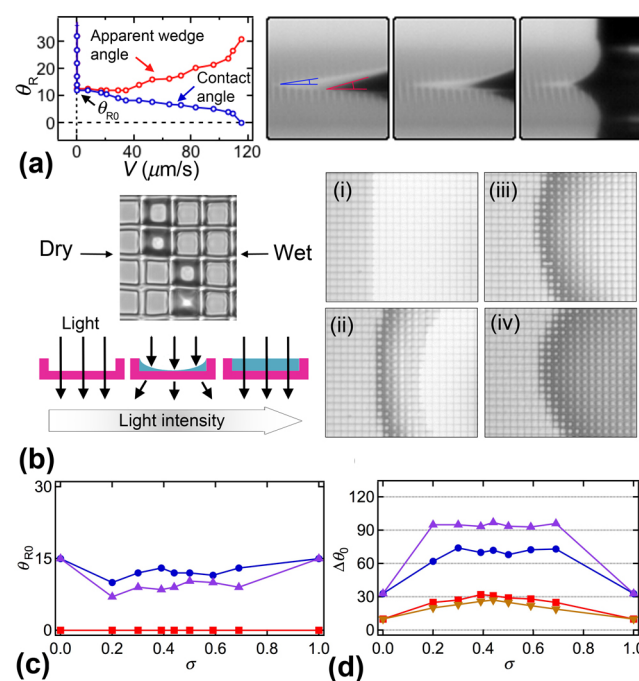 30
20
10
0
θR
Apparent wedge
angle
Contact
angle
θR0
0 40 80 120
V (μm/s)
(a)
Dry
Wet
Light
Light intensity
(b)
(i)
(iii)
(ii)
(iv)
30
15
0
θR0
0.0 0.2 0.4 0.6 0.8 1.0
σ
(c)
120
90
60
30
0
Δθ0
0.0 0.2 0.4 0.6 0.8 1.0
σ
(d)